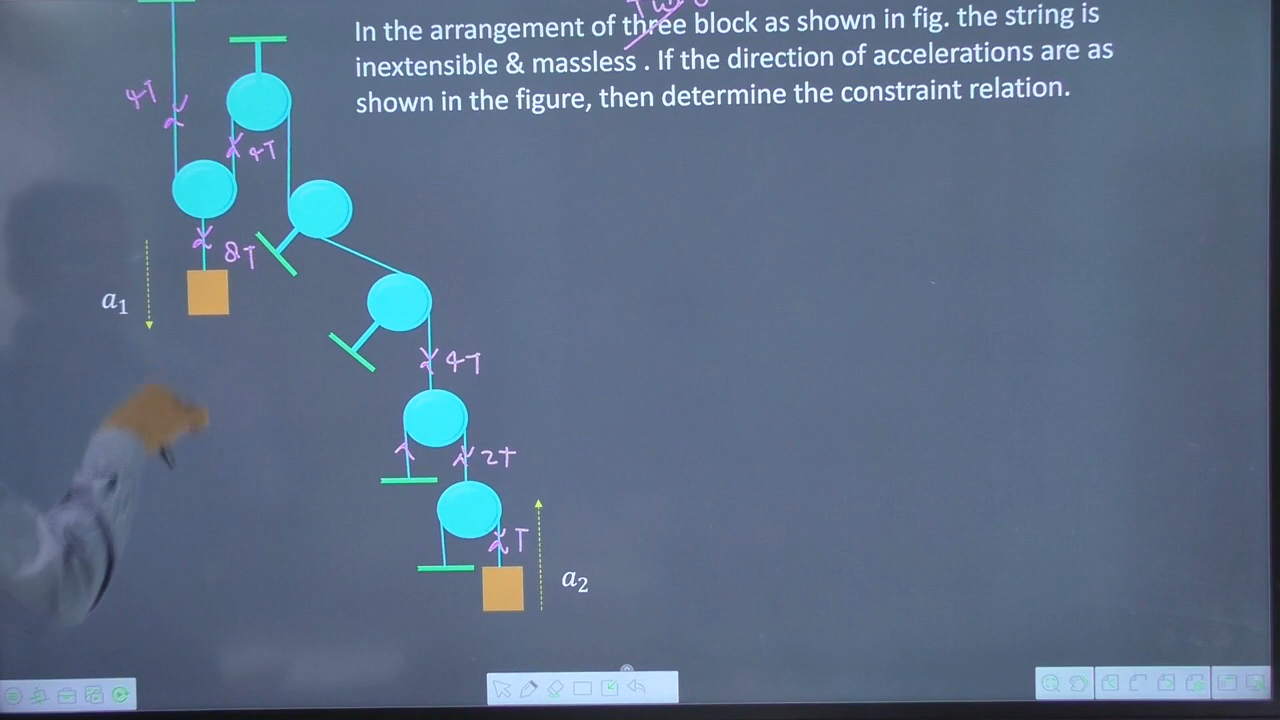 Two
In the arrangement of three block as shown in fig. the string is
inextensible & massless . If the direction of accelerations are as
shown in the figure, then determine the constraint relation.
4T
4T
8T
a₁
4T
2T
T
a₂